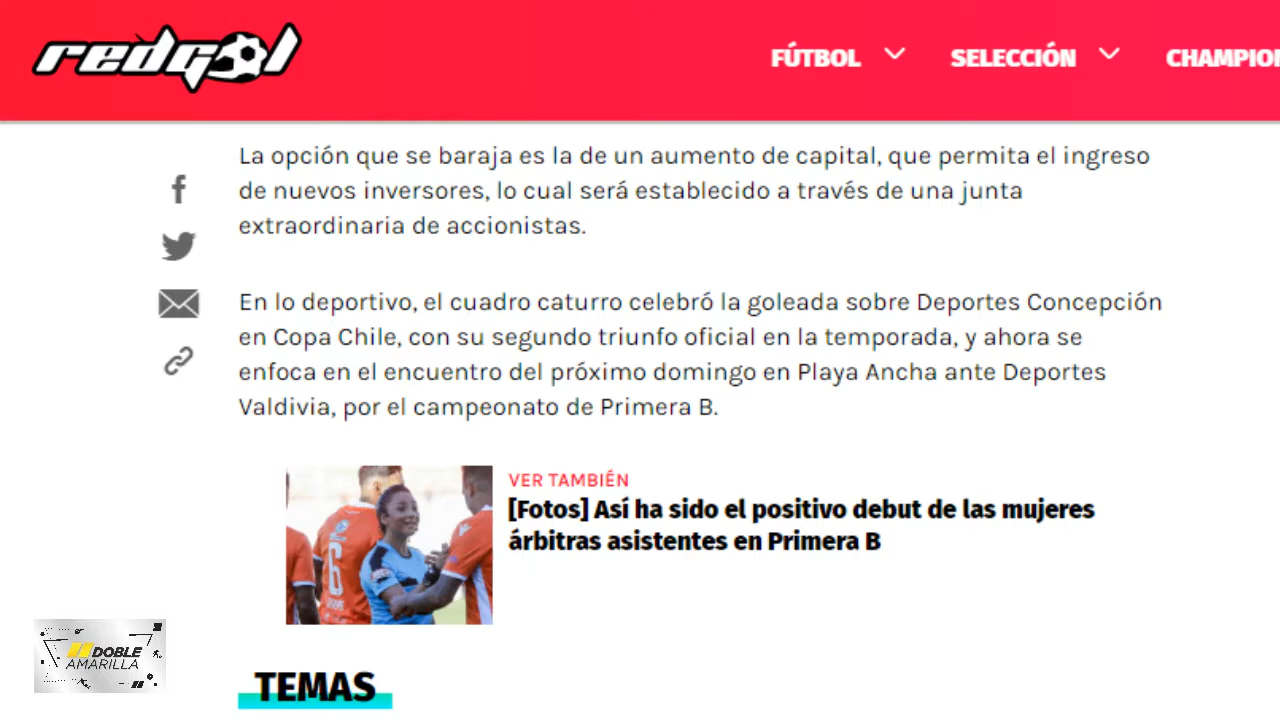 redgol
FÚTBOL
SELECCIÓN
CHAMPION
La opción que se baraja es la de un aumento de capital, que permita el ingreso
de nuevos inversores, lo cual será establecido a través de una junta
extraordinaria de accionistas.
En lo deportivo, el cuadro caturro celebró la goleada sobre Deportes Concepción
en Copa Chile, con su segundo triunfo oficial en la temporada, y ahora se
enfoca en el encuentro del próximo domingo en Playa Ancha ante Deportes
Valdivia, por el campeonato de Primera B.
6
VER TAMBIÉN
[Fotos] Así ha sido el positivo debut de las mujeres
árbitras asistentes en Primera B
DOBLE
AMARILLA
TEMAS